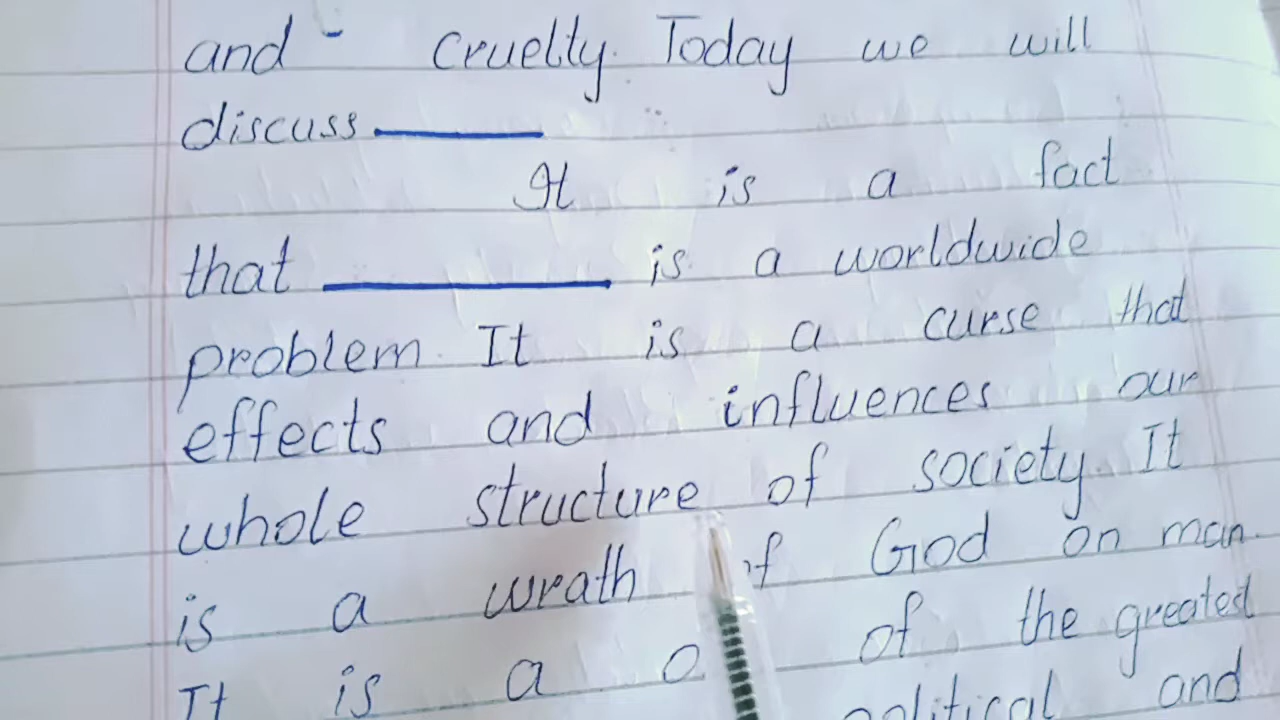 and - cruelty. Today we will
discuss ______
It is a fact
that ______ is a worldwide
problem. It is a curse that
effects and influences our
whole structure of society. It
is a wrath of God on man.
It is a of the greatest
political and